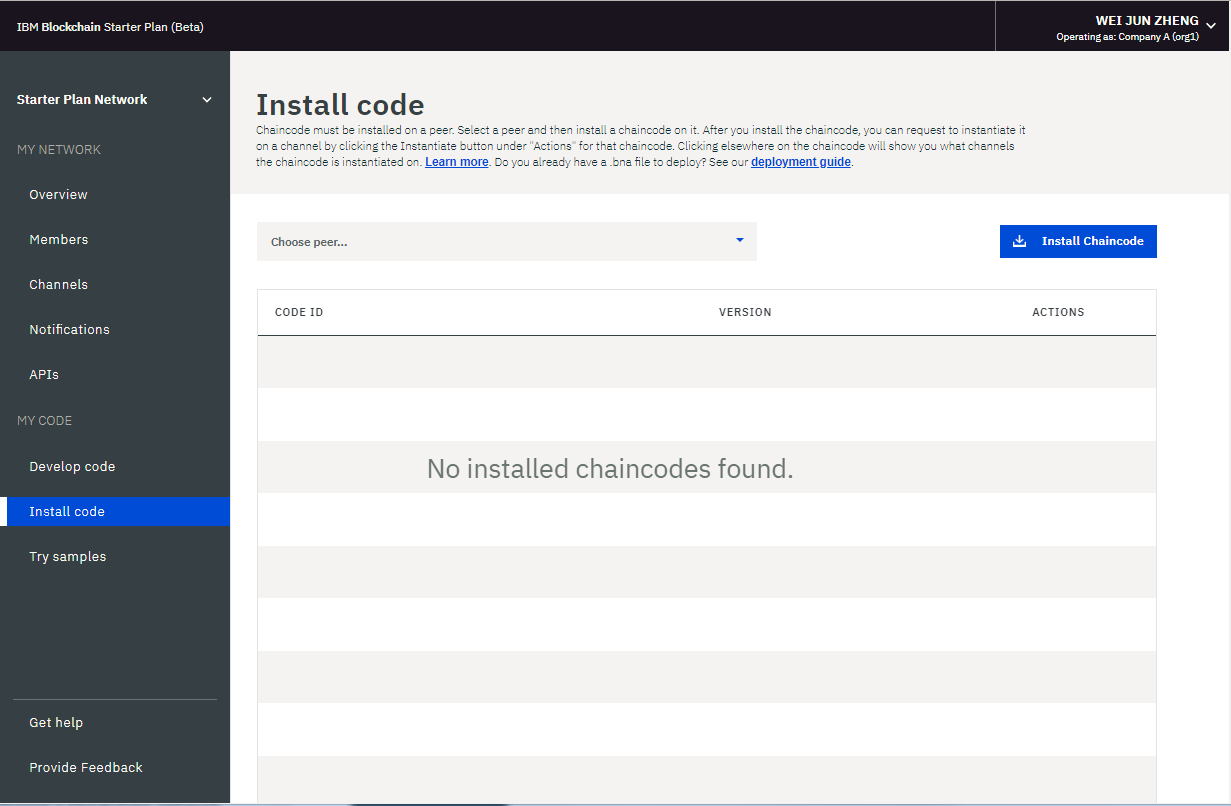 IBM Blockchain Starter Plan (Beta)
WEI JUN ZHENG
Operating as: Company A (org1)
Starter Plan Network
MY NETWORK
Overview
Members
Channels
Notifications
APIs
MY CODE
Develop code
Install code
Try samples
Get help
Provide Feedback
Install code
Chaincode must be installed on a peer. Select a peer and then install a chaincode on it. After you install the chaincode, you can request to instantiate it
on a channel by clicking the Instantiate button under "Actions" for that chaincode. Clicking elsewhere on the chaincode will show you what channels
the chaincode is instantiated on. Learn more. Do you already have a .bna file to deploy? See our deployment guide.
Choose peer...
Install Chaincode
CODE ID VERSION ACTIONS
No installed chaincodes found.